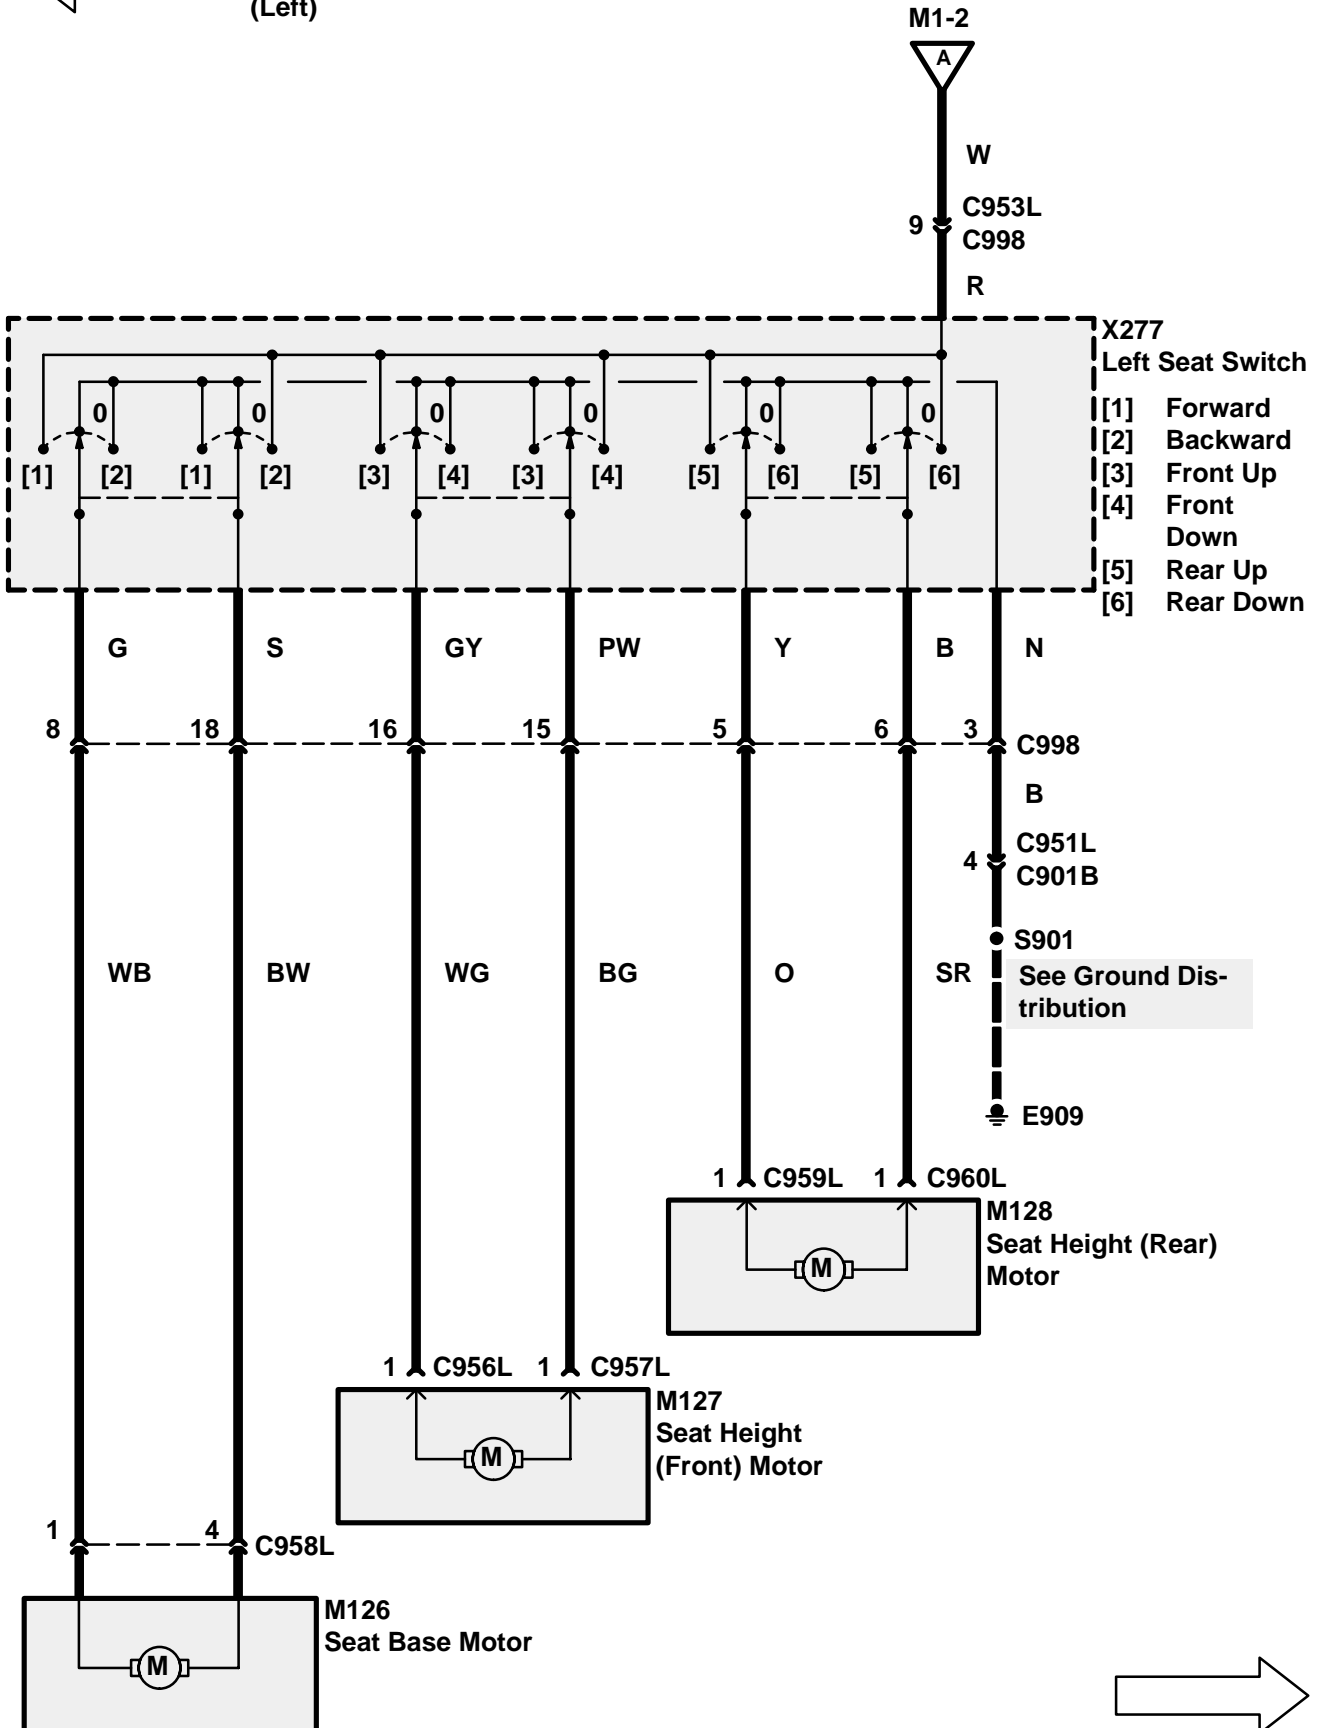 (Left)
M1-2
A
W
9 C953L
C998
R
X277
Left Seat Switch
[1] Forward
[2] Backward
[3] Front Up
[4] Front
Down
[5] Rear Up
[6] Rear Down
0 0 0 0 0 0
[1] [2] [1] [2] [3] [4] [3] [4] [5] [6] [5] [6]
G S GY PW Y B N
8 18 16 15 5 6 3 C998
B
4 C951L
C901B
S901
WB BW WG BG O SR
See Ground Dis-
tribution
E909
1 C959L 1 C960L
M128
Seat Height (Rear)
Motor
M
1 C956L 1 C957L
M127
Seat Height
(Front) Motor
M
1 4 C958L
M126
Seat Base Motor
M